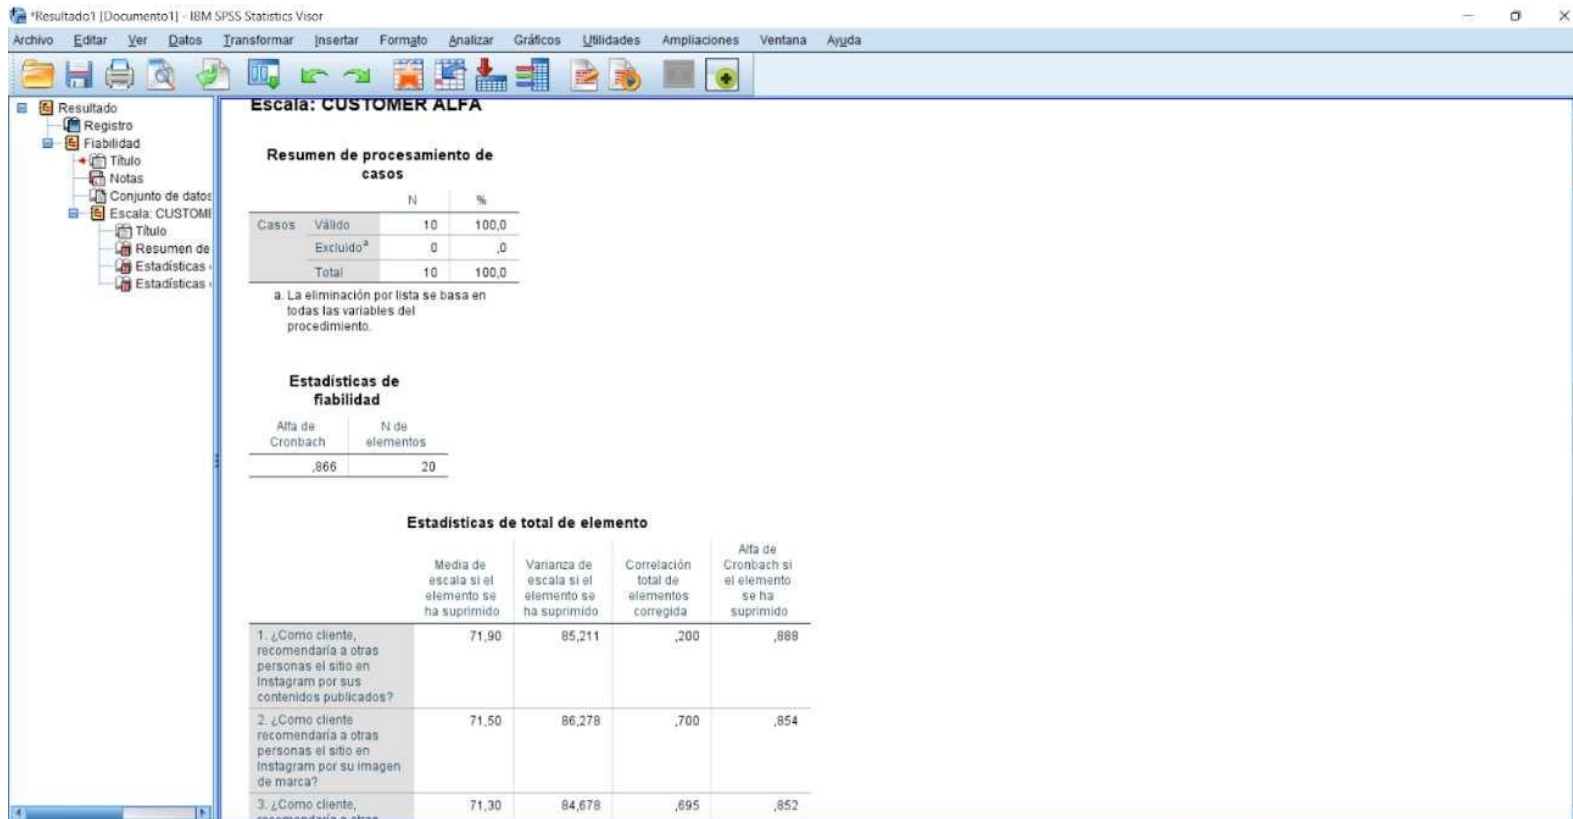 *Resultado1 [Documento1] - IBM SPSS Statistics Visor
Archivo Editar Ver Datos Transformar Insertar Formato Analizar Gráficos Utilidades Ampliaciones Ventana Ayuda
Resultado
Registro
Fiabilidad
Título
Notas
Conjunto de datos
Escala: CUSTOME
Título
Resumen de
Estadísticas
Estadísticas
Escala: CUSTOMER ALFA
Resumen de procesamiento de
casos
N %
Casos Válido 10 100,0
Excluido a 0 ,0
Total 10 100,0
a. La eliminación por lista se basa en
todas las variables del
procedimiento.
Estadísticas de
fiabilidad
Alfa de
Cronbach
N de
elementos
,866 20
Estadísticas de total de elemento
Media de
escala si el
elemento se
ha suprimido
Varianza de
escala si el
elemento se
ha suprimido
Correlación
total de
elementos
corregida
Alfa de
Cronbach si
el elemento
se ha
suprimido
1. ¿Como cliente,
recomendaría a otras
personas el sitio en
Instagram por sus
contenidos publicados?
71,90 85,211 ,200 ,888
2. ¿Como cliente
recomendaría a otras
personas el sitio en
Instagram por su imagen
de marca?
71,50 86,278 ,700 ,854
3. ¿Como cliente,
recomendaría a otras
71,30 84,678 ,695 ,852